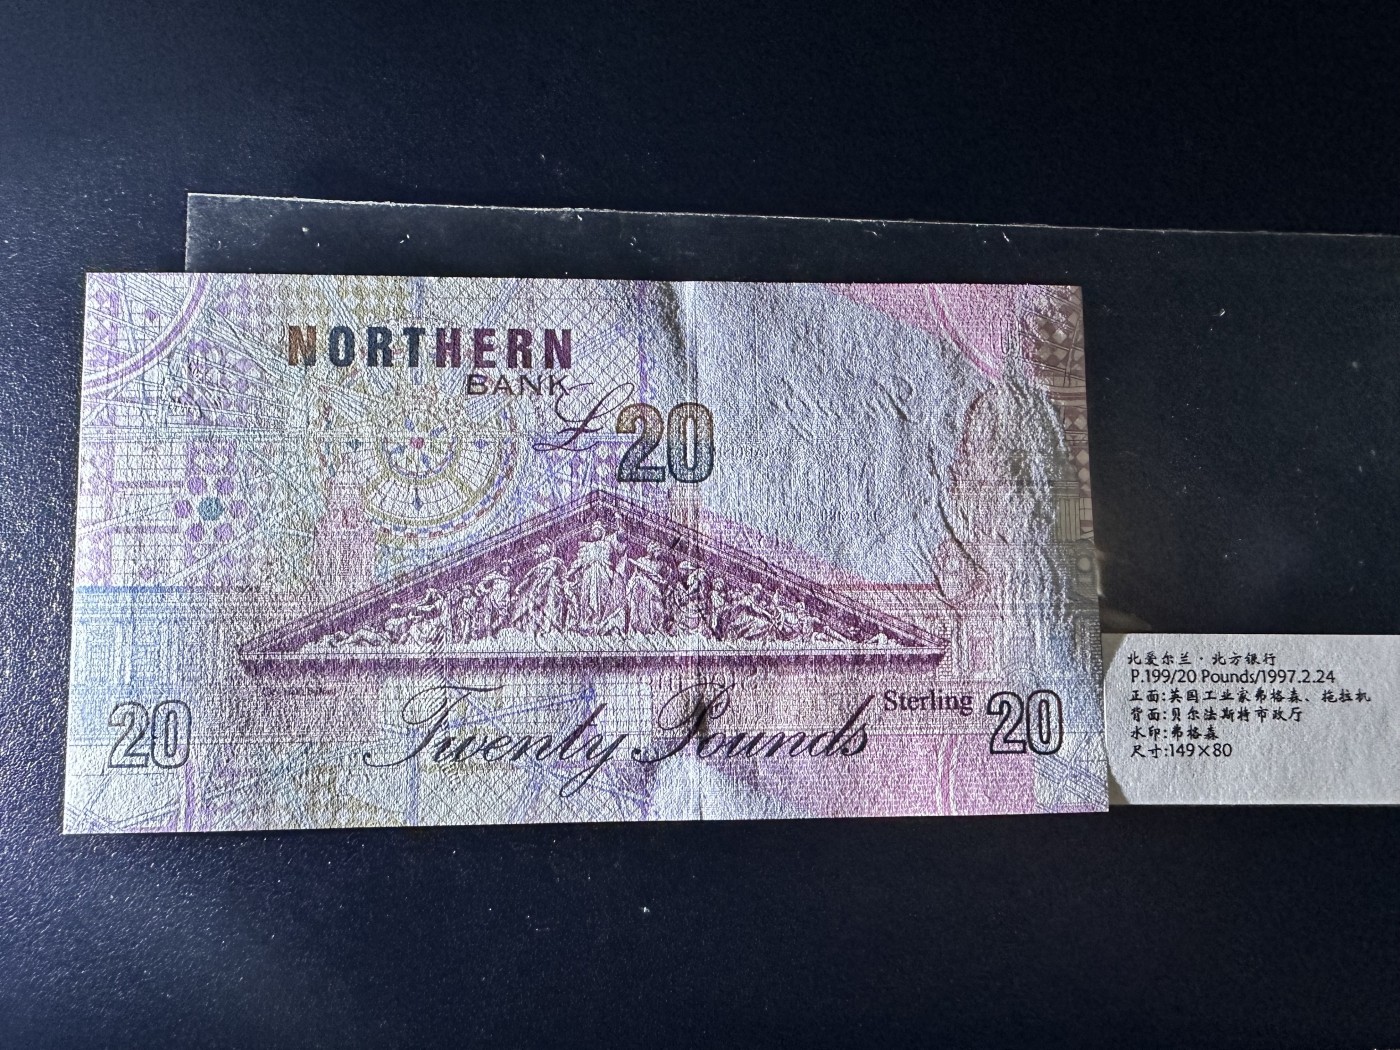 NORTHERN
BANK
£20
Sterling
20
Twenty Pounds
20
北爱尔兰·北方银行
P.199/20 Pounds/1997.2.24
正面:英国工业家弗格森、拖拉机
背面:贝尔法斯特市政厅
水印:弗格森
尺寸:149×80